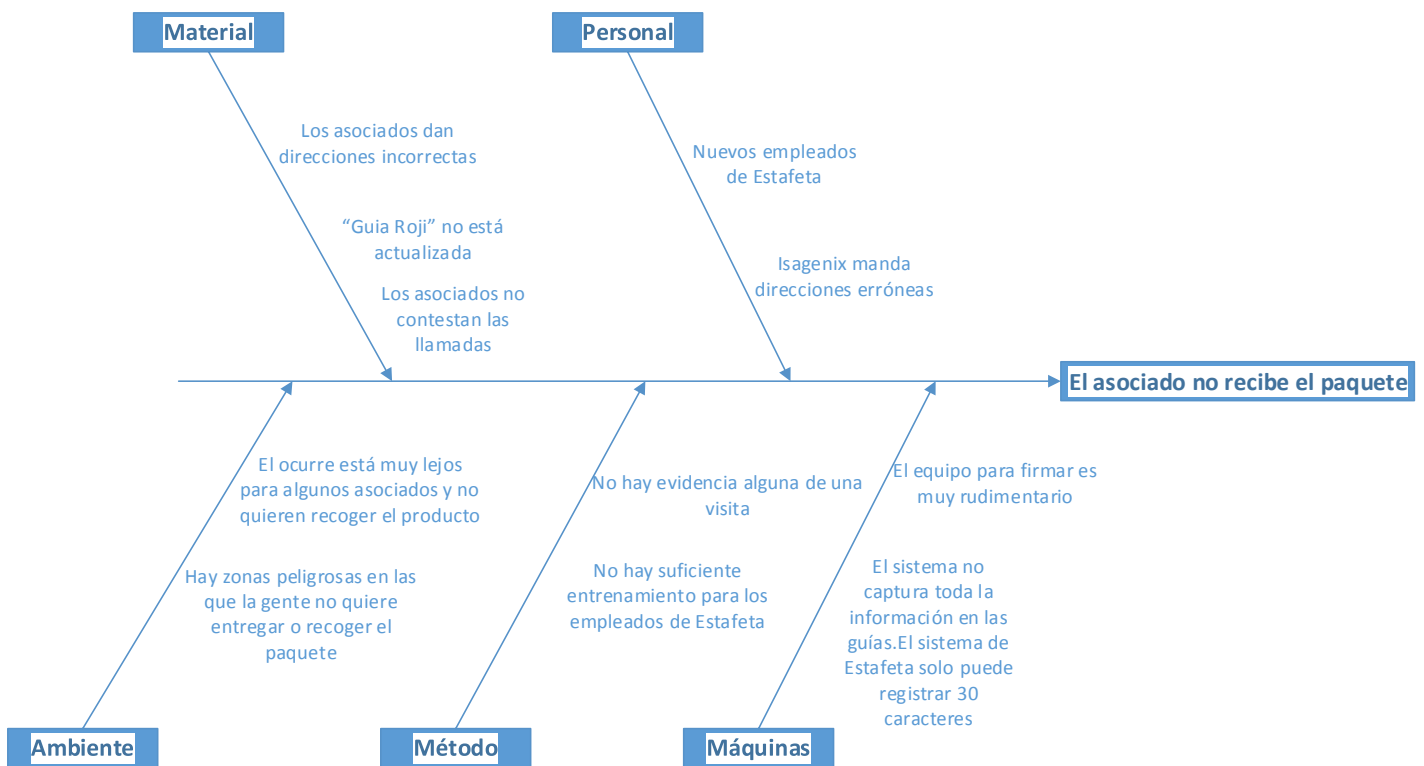 Material
Personal
Los asociados dan
direcciones incorrectas
Nuevos empleados
de Estafeta
“Guia Roji” no está
actualizada
Isagenix manda
direcciones erróneas
Los asociados no
contestan las
llamadas
El asociado no recibe el paquete
El ocurre está muy lejos
para algunos asociados y no
quieren recoger el producto
No hay evidencia alguna de una
visita
El equipo para firmar es
muy rudimentario
Hay zonas peligrosas en las
que la gente no quiere
entregar o recoger el
paquete
No hay suficiente
entrenamiento para los
empleados de Estafeta
El sistema no
captura toda la
información en las
guías.El sistema de
Estafeta solo puede
registrar 30
caracteres
Ambiente
Método
Máquinas